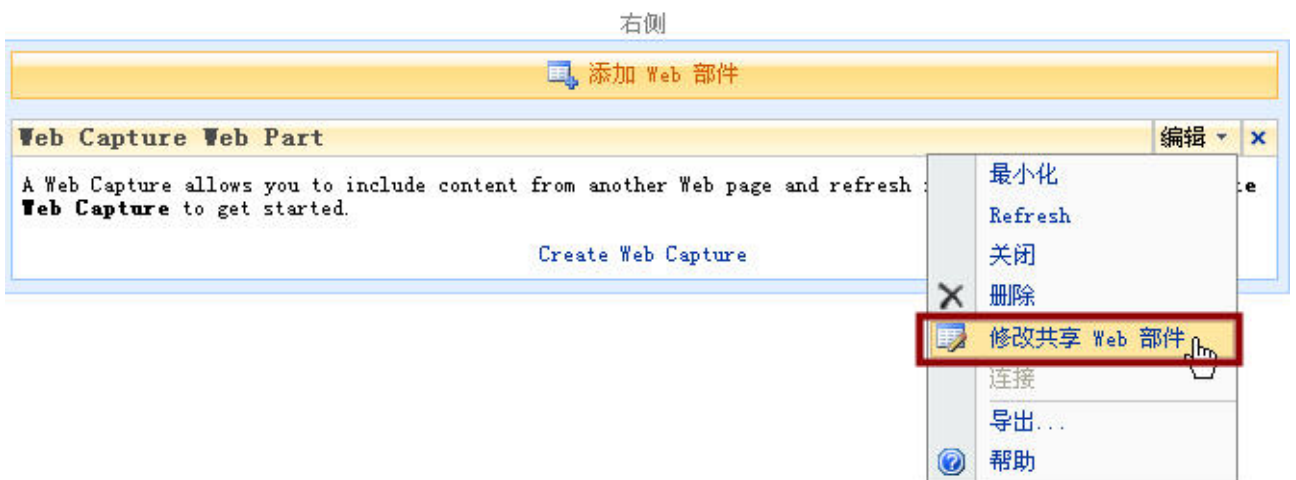 右侧
添加 Web 部件
Web Capture Web Part
编辑
A Web Capture allows you to include content from another Web page and refresh
Web Capture to get started.
Create Web Capture
最小化
Refresh
关闭
删除
修改共享 Web 部件
连接
导出...
帮助